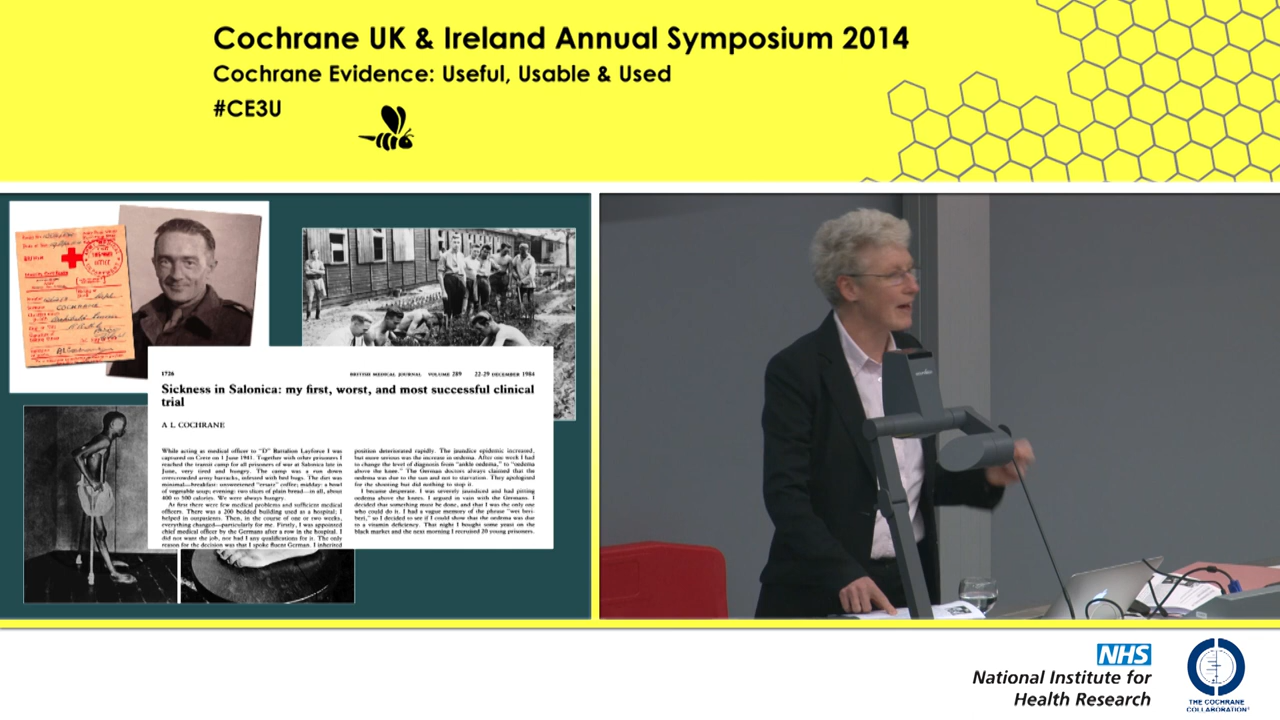 Cochrane UK & Ireland Annual Symposium 2014
Cochrane Evidence: Useful, Usable & Used
#CE3U
COCHRANE
1726
BRITISH MEDICAL JOURNAL VOLUME 289 22-29 DECEMBER 1984
Sickness in Salonica: my first, worst, and most successful clinical
trial
A L COCHRANE
While acting as medical officer to "D" Battalion Layforce I was
captured on Crete on 1 June 1941. Together with other prisoners I
reached the transit camp for all prisoners of war at Salonica late in
June, very tired and hungry. The camp was a run down
overcrowded army barracks, infested with bed bugs. The diet was
minimal—breakfast: unsweetened "ersatz" coffee; midday: a bowl
of vegetable soup; evening: two slices of plain bread—in all, about
400 to 500 calories. We were always hungry.
At first there were few medical problems and sufficient medical
officers. There was a 200 bedded building used as a hospital; I
helped in outpatients. Then, in the course of one or two weeks,
everything changed—particularly for me. Firstly, I was appointed
chief medical officer by the Germans after a row in the hospital. I
did not want the job, nor had I any qualifications for it. The only
reason for the decision was that I spoke fluent German. I inherited
position deteriorated rapidly. The jaundice epidemic increased,
but more serious was the increase in oedema. After one week I had
to change the level of diagnosis from "ankle oedema," to "oedema
above the knee." The German doctors always claimed that the
oedema was due to the sun and not to starvation. They apologised
for the shooting but did nothing to stop it.
I became desperate. I was severely jaundiced and had pitting
oedema above the knees. I argued in vain with the Germans. I
decided that something must be done, and that I was the only one
who could do it. I had a vague memory of the phrase "wet beri-
beri," so I decided to see if I could show that the oedema was due
to a vitamin deficiency. That night I bought some yeast on the
black market and the next morning I recruited 20 young prisoners.
NHS
National Institute for
Health Research
THE COCHRANE
COLLABORATION®